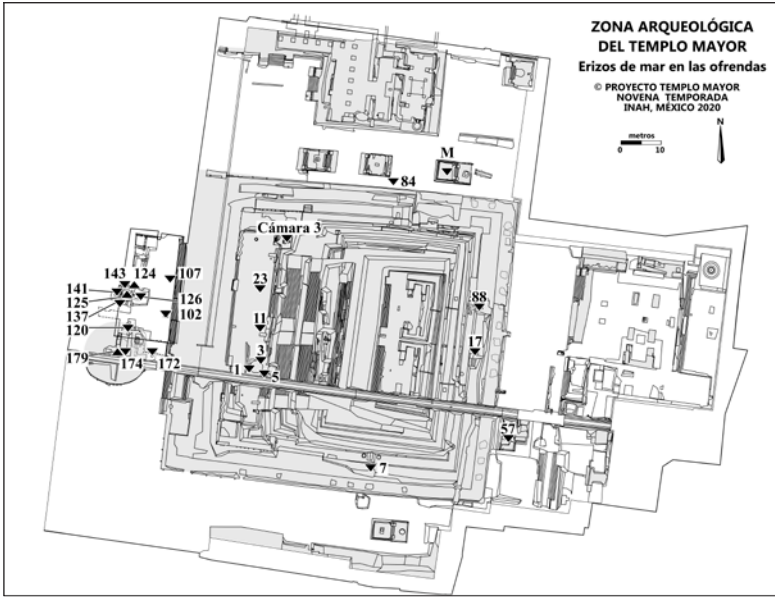 ZONA ARQUEOLÓGICA
DEL TEMPLO MAYOR
Erizos de mar en las ofrendas
© PROYECTO TEMPLO MAYOR
NOVENA TEMPORADA
INAH, MÉXICO 2020
metros
0 10
N
M
84
Cámara 3
143 124
107
141
23
125
126
88
137
102
11
120
17
3
179
174
172
1
5
57
7